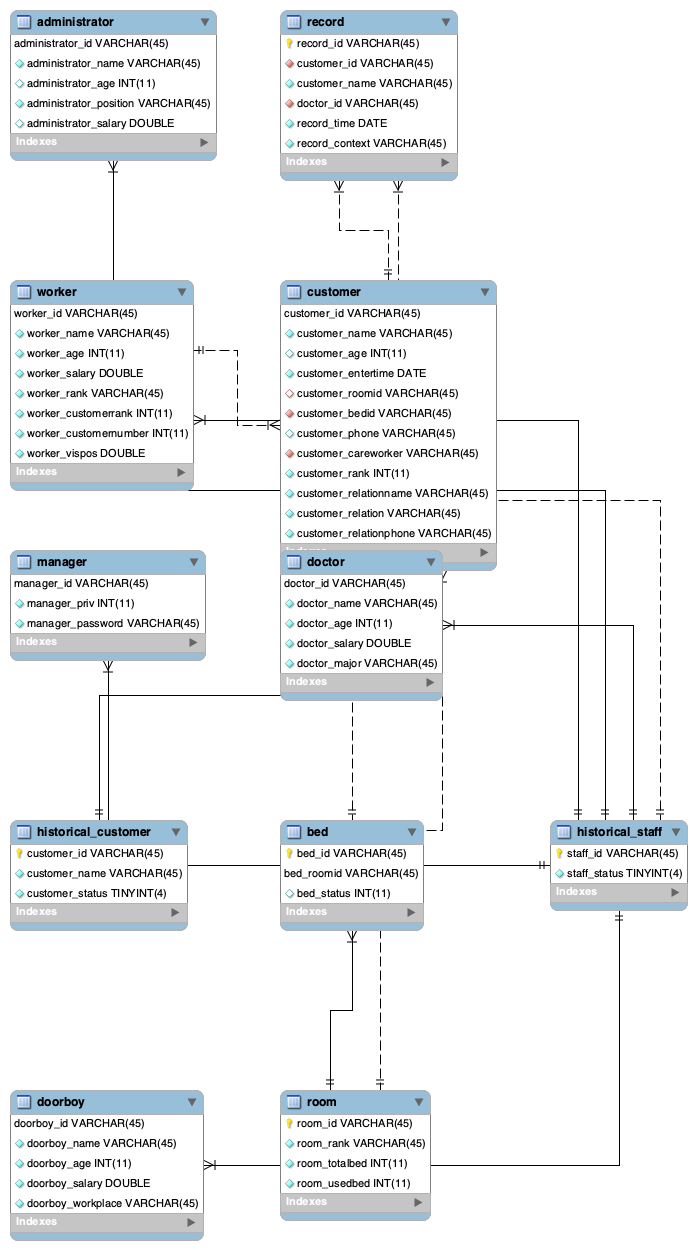 administrator
administrator_id VARCHAR(45)
administrator_name VARCHAR(45)
administrator_age INT(11)
administrator_position VARCHAR(45)
administrator_salary DOUBLE
Indexes
record
record_id VARCHAR(45)
customer_id VARCHAR(45)
customer_name VARCHAR(45)
doctor_id VARCHAR(45)
record_time DATE
record_context VARCHAR(45)
Indexes
worker
worker_id VARCHAR(45)
worker_name VARCHAR(45)
worker_age INT(11)
worker_salary DOUBLE
worker_rank VARCHAR(45)
worker_customerrank INT(11)
worker_customernumber INT(11)
worker_vispos DOUBLE
Indexes
customer
customer_id VARCHAR(45)
customer_name VARCHAR(45)
customer_age INT(11)
customer_entertime DATE
customer_roomid VARCHAR(45)
customer_bedid VARCHAR(45)
customer_phone VARCHAR(45)
customer_careworker VARCHAR(45)
customer_rank INT(11)
customer_relationname VARCHAR(45)
customer_relation VARCHAR(45)
customer_relationphone VARCHAR(45)
Indexes
manager
manager_id VARCHAR(45)
manager_priv INT(11)
manager_password VARCHAR(45)
Indexes
doctor
doctor_id VARCHAR(45)
doctor_name VARCHAR(45)
doctor_age INT(11)
doctor_salary DOUBLE
doctor_major VARCHAR(45)
Indexes
historical_customer
customer_id VARCHAR(45)
customer_name VARCHAR(45)
customer_status TINYINT(4)
Indexes
bed
bed_id VARCHAR(45)
bed_roomid VARCHAR(45)
bed_status INT(11)
Indexes
historical_staff
staff_id VARCHAR(45)
staff_status TINYINT(4)
Indexes
doorboy
doorboy_id VARCHAR(45)
doorboy_name VARCHAR(45)
doorboy_age INT(11)
doorboy_salary DOUBLE
doorboy_workplace VARCHAR(45)
Indexes
room
room_id VARCHAR(45)
room_rank VARCHAR(45)
room_totalbed INT(11)
room_usedbed INT(11)
Indexes